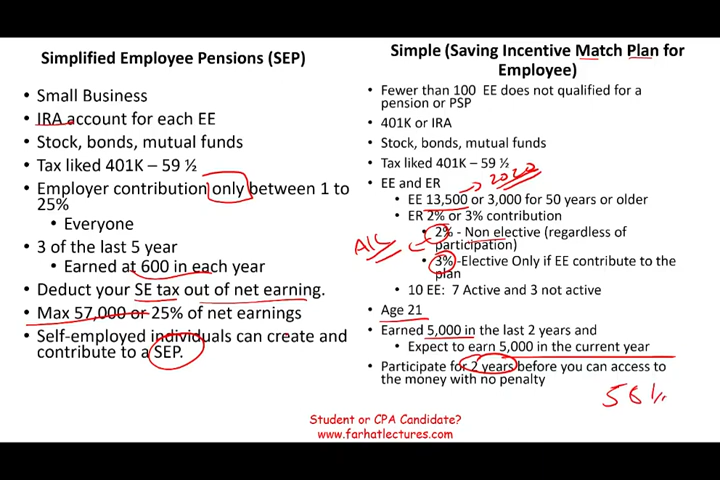 Simplified Employee Pensions (SEP)
• Small Business
• IRA account for each EE
• Stock, bonds, mutual funds
• Tax liked 401K – 59 ½
• Employer contribution only between 1 to
25%
• Everyone
• 3 of the last 5 year
• Earned at 600 in each year
• Deduct your SE tax out of net earning.
• Max 57,000 or 25% of net earnings
• Self-employed individuals can create and
contribute to a SEP.
Simple (Saving Incentive Match Plan for
Employee)
• Fewer than 100 EE does not qualified for a
pension or PSP
• 401K or IRA
• Stock, bonds, mutual funds
• Tax liked 401K – 59 ½
2020
• EE and ER
• EE 13,500 or 3,000 for 50 years or older
• ER 2% or 3% contribution
• 2% - Non elective (regardless of
participation)
• 3% -Elective Only if EE contribute to the
plan
• 10 EE: 7 Active and 3 not active
• Age 21
• Earned 5,000 in the last 2 years and
• Expect to earn 5,000 in the current year
• Participate for 2 years before you can access to
the money with no penalty
Student or CPA Candidate?
www.farhatlectures.com